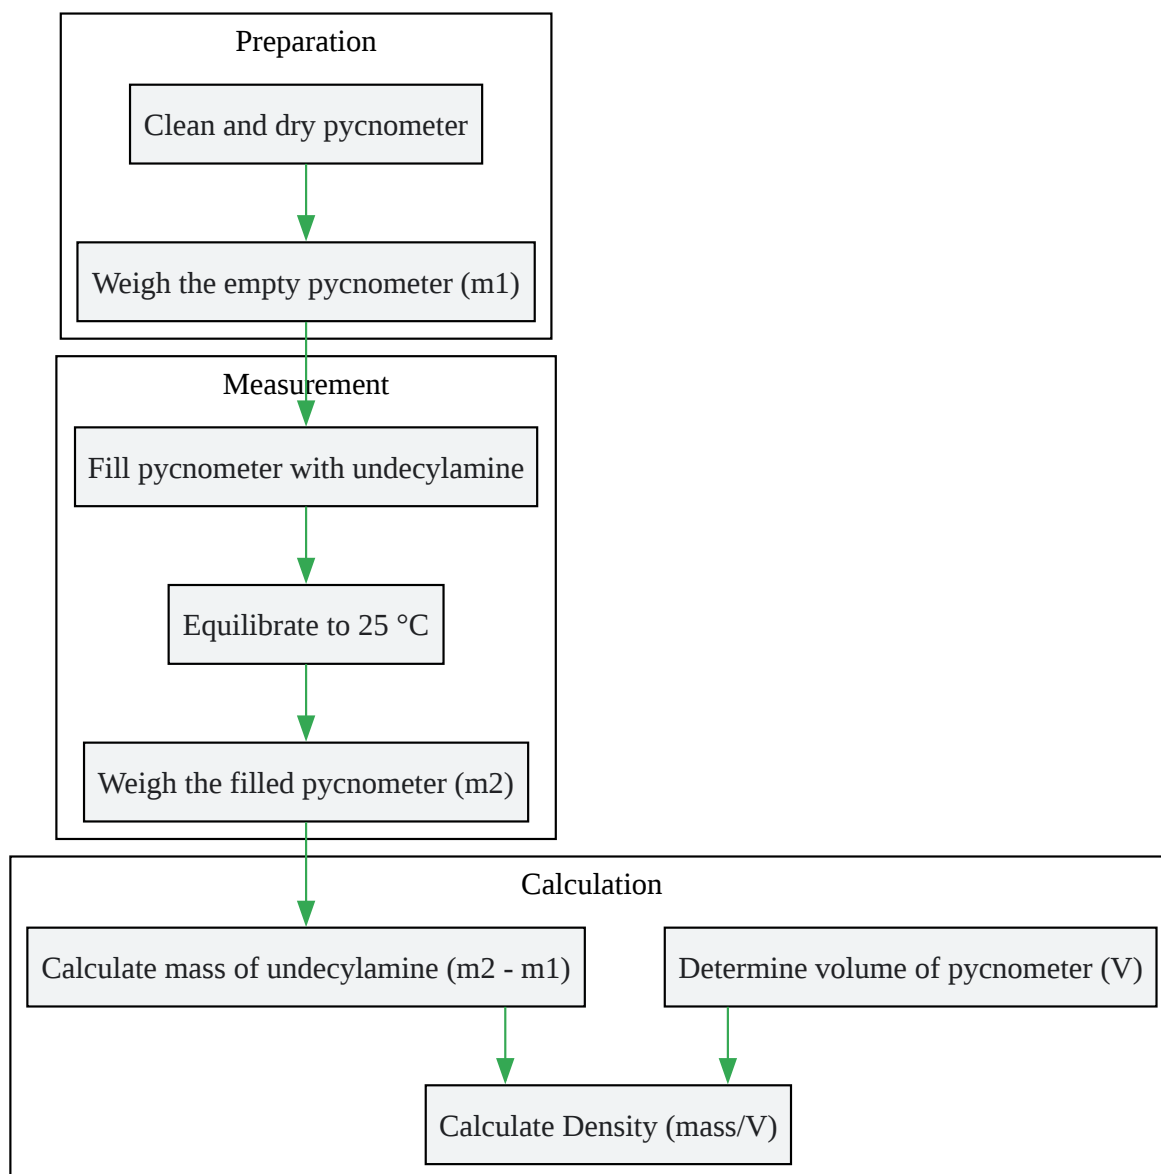 Preparation
Clean and dry pycnometer
Weigh the empty pycnometer (m1)
Measurement
Fill pycnometer with undecylamine
Equilibrate to 25 °C
Weigh the filled pycnometer (m2)
Calculation
Calculate mass of undecylamine (m2 - m1)
Determine volume of pycnometer (V)
Calculate Density (mass/V)